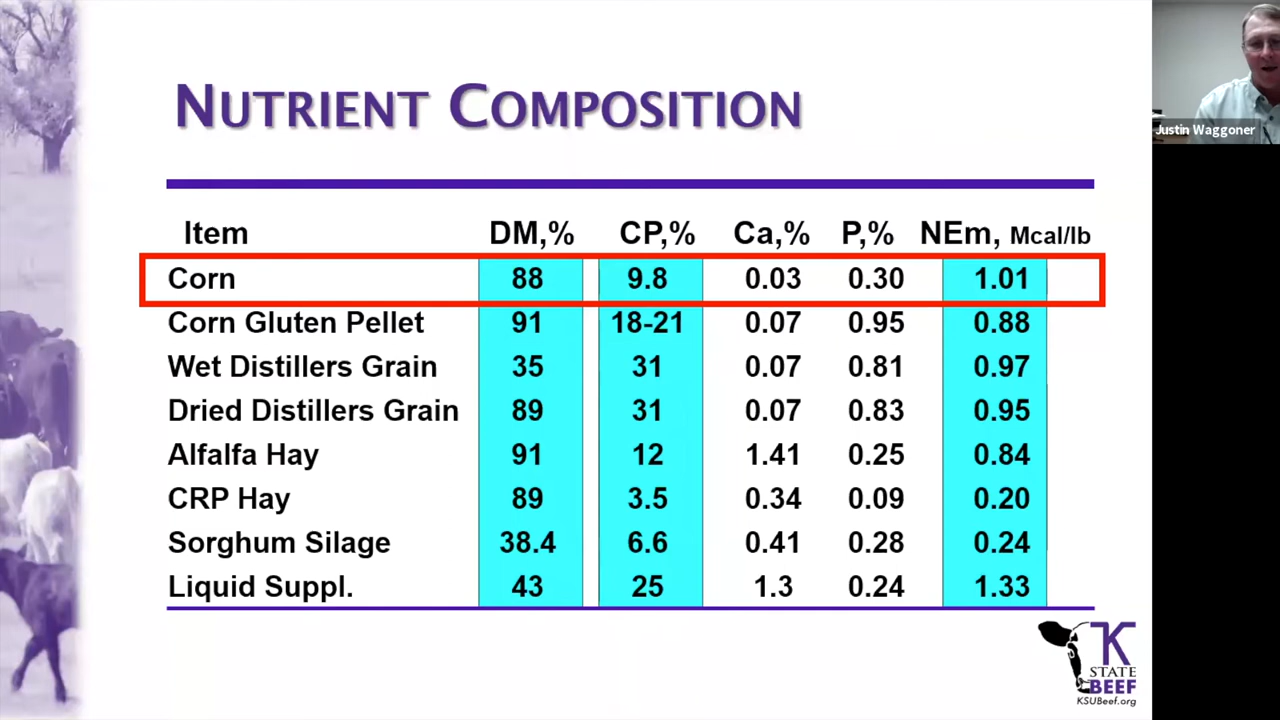 NUTRIENT COMPOSITION
Item DM,% CP,% Ca,% P,% NEm, Mcal/lb
Corn 88 9.8 0.03 0.30 1.01
Corn Gluten Pellet 91 18-21 0.07 0.95 0.88
Wet Distillers Grain 35 31 0.07 0.81 0.97
Dried Distillers Grain 89 31 0.07 0.83 0.95
Alfalfa Hay 91 12 1.41 0.25 0.84
CRP Hay 89 3.5 0.34 0.09 0.20
Sorghum Silage 38.4 6.6 0.41 0.28 0.24
Liquid Suppl. 43 25 1.3 0.24 1.33
Justin Waggoner
K
STATE
BEEF
KSUBeef.org